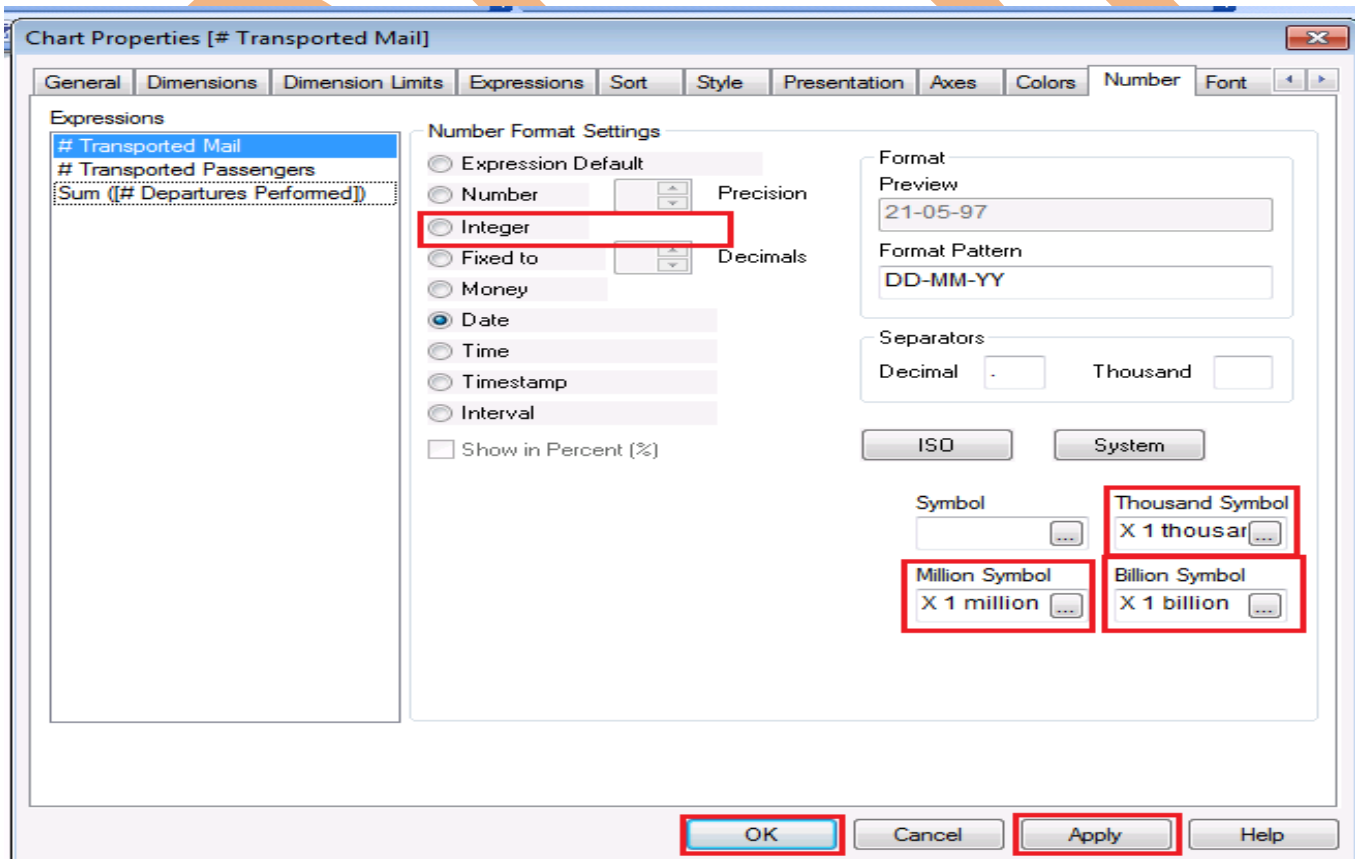 Chart Properties [# Transported Mail]
General Dimensions Dimension Limits Expressions Sort Style Presentation Axes Colors Number Font
Expressions
# Transported Mail
# Transported Passengers
Sum ([# Departures Performed])
Number Format Settings
Expression Default
Number Precision
Integer
Fixed to Decimals
Money
Date
Time
Timestamp
Interval
Show in Percent (%)
Format
Preview
21-05-97
Format Pattern
DD-MM-YY
Separators
Decimal . Thousand
ISO System
Symbol Thousand Symbol
... X 1 thousar ...
Million Symbol Billion Symbol
X 1 million ... X 1 billion ...
OK Cancel Apply Help